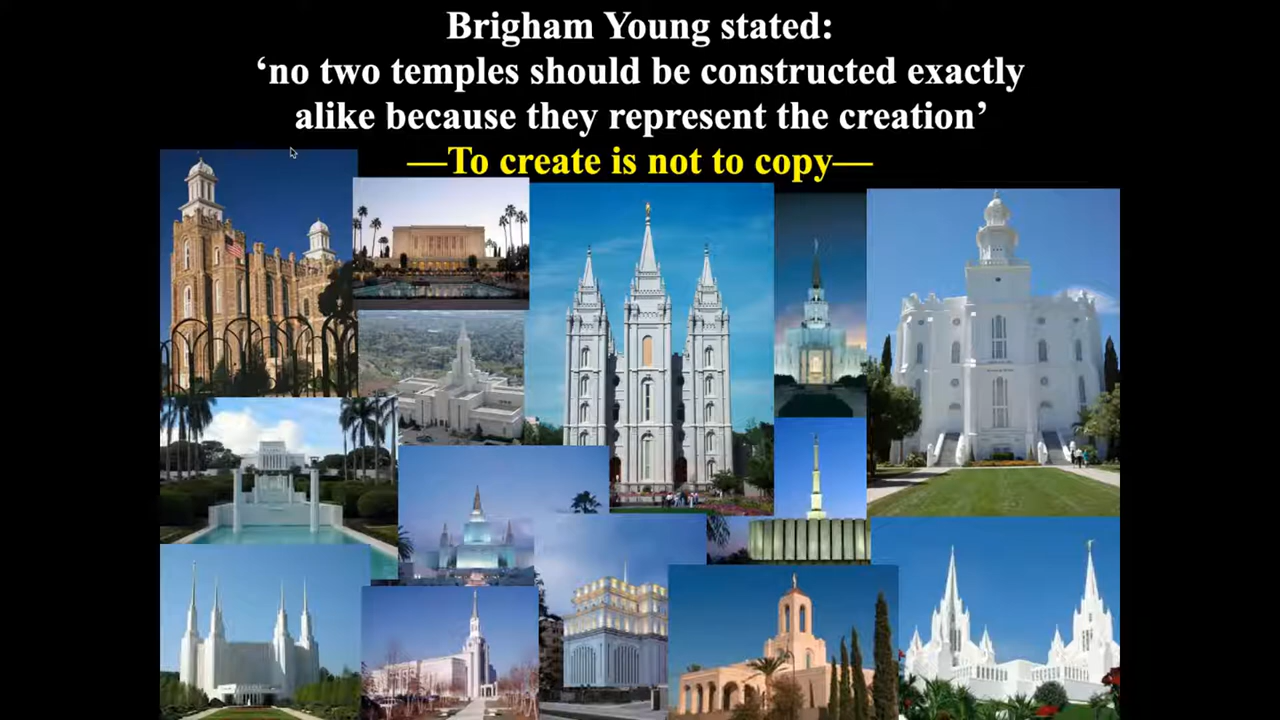 Brigham Young stated:
‘no two temples should be constructed exactly
alike because they represent the creation’
—To create is not to copy—